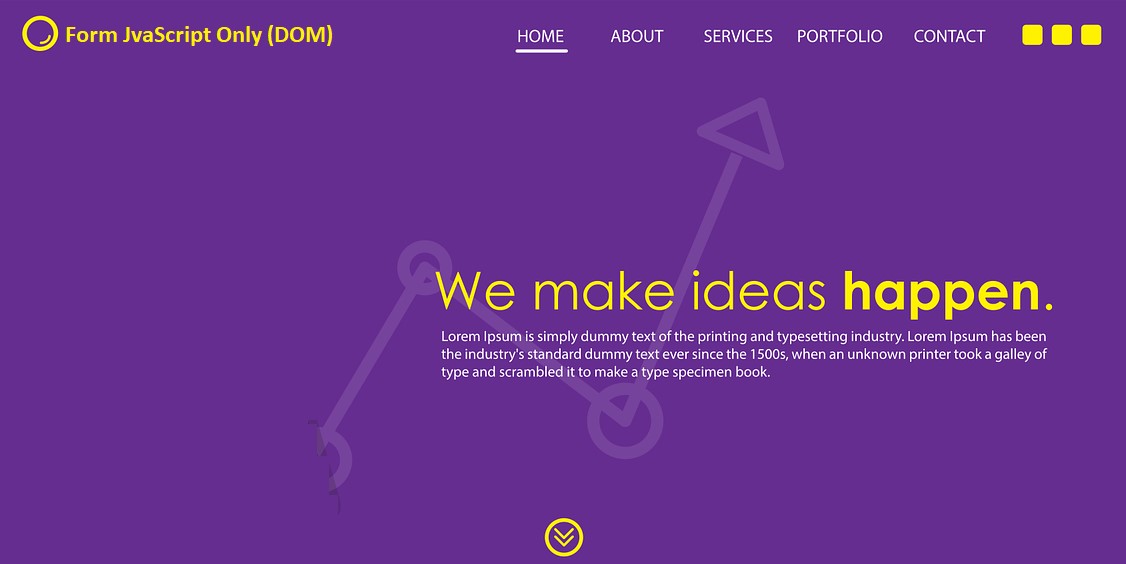 Form JvaScript Only (DOM)
HOME ABOUT SERVICES PORTFOLIO CONTACT
We make ideas happen.
Lorem Ipsum is simply dummy text of the printing and typesetting industry. Lorem Ipsum has been
the industry's standard dummy text ever since the 1500s, when an unknown printer took a galley of
type and scrambled it to make a type specimen book.